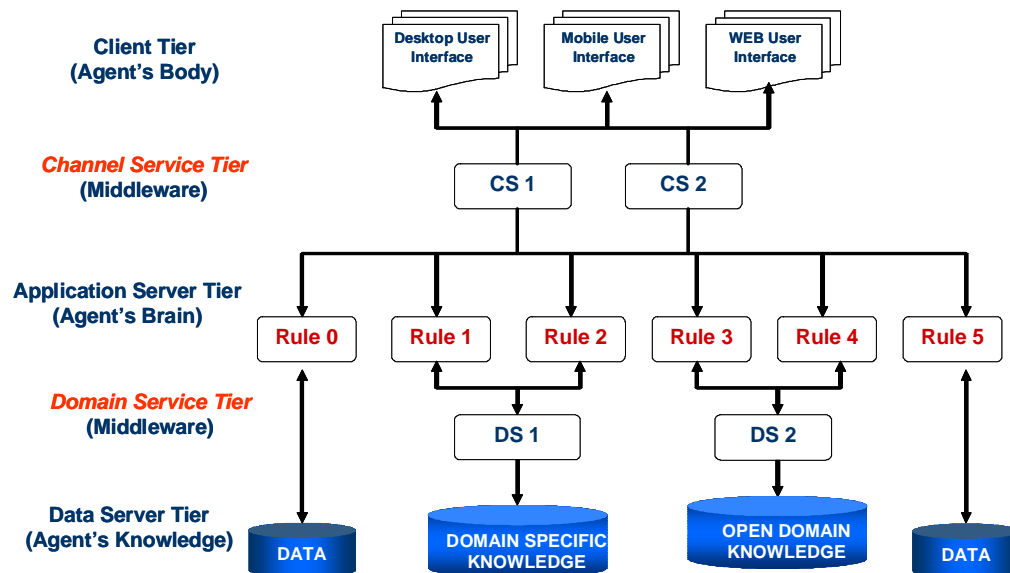 Client Tier
(Agent's Body)
Desktop User
Interface
Mobile User
Interface
WEB User
Interface
Channel Service Tier
(Middleware)
CS 1
CS 2
Application Server Tier
(Agent's Brain)
Rule 0
Rule 1
Rule 2
Rule 3
Rule 4
Rule 5
Domain Service Tier
(Middleware)
DS 1
DS 2
Data Server Tier
(Agent's Knowledge)
DATA
DOMAIN SPECIFIC
KNOWLEDGE
OPEN DOMAIN
KNOWLEDGE
DATA